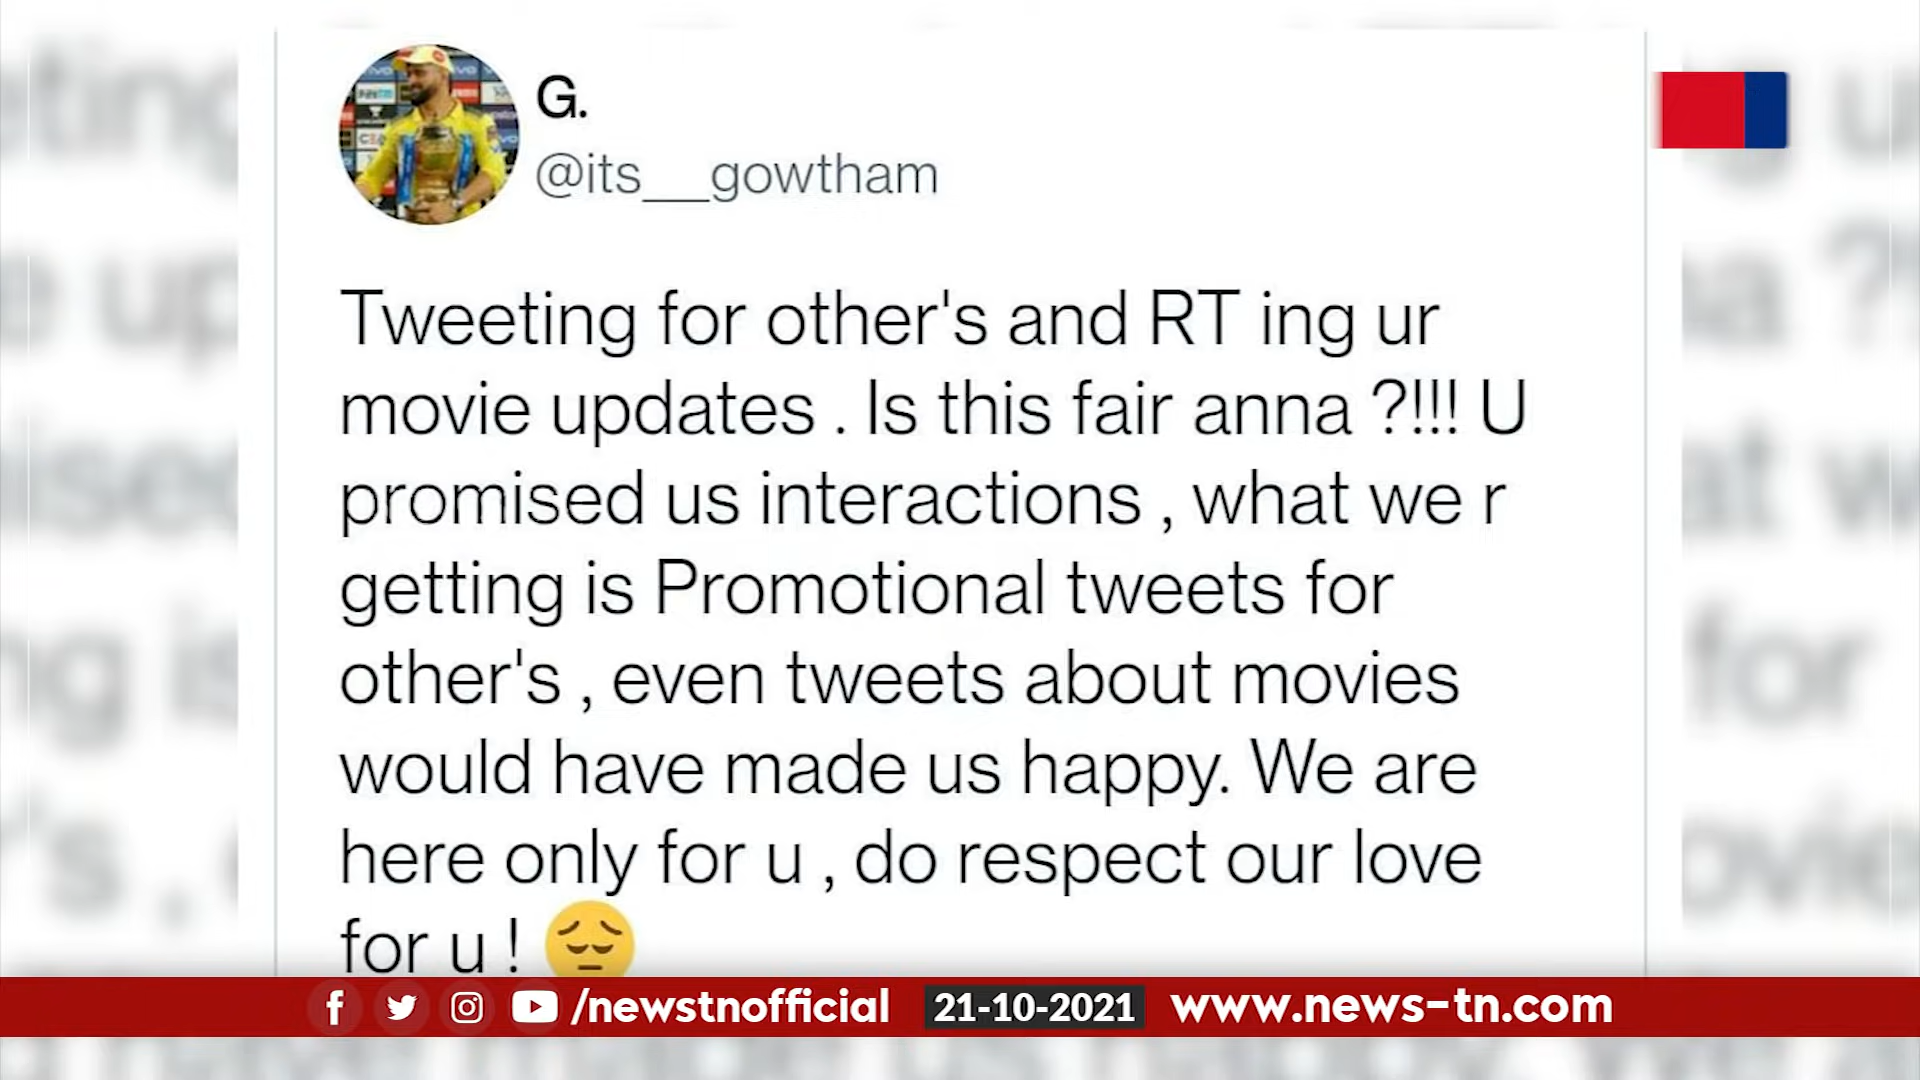 G.
@its___gowtham
Tweeting for other's and RT ing ur
movie updates . Is this fair anna ?!!! U
promised us interactions , what we r
getting is Promotional tweets for
other's , even tweets about movies
would have made us happy. We are
here only for u , do respect our love
for u ! 😔
/newstnofficial 21-10-2021 www.news-tn.com